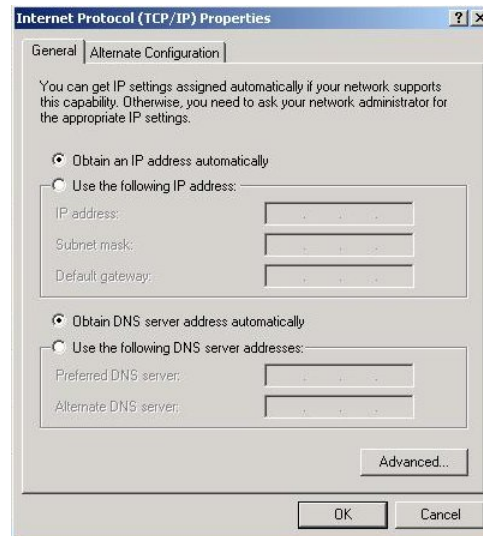 Internet Protocol (TCP/IP) Properties
General
Alternate Configuration
You can get IP settings assigned automatically if your network supports
this capability. Otherwise, you need to ask your network administrator for
the appropriate IP settings.
Obtain an IP address automatically
Use the following IP address:
IP address:
Subnet mask:
Default gateway:
Obtain DNS server address automatically
Use the following DNS server addresses:
Preferred DNS server:
Alternate DNS server:
Advanced...
OK
Cancel